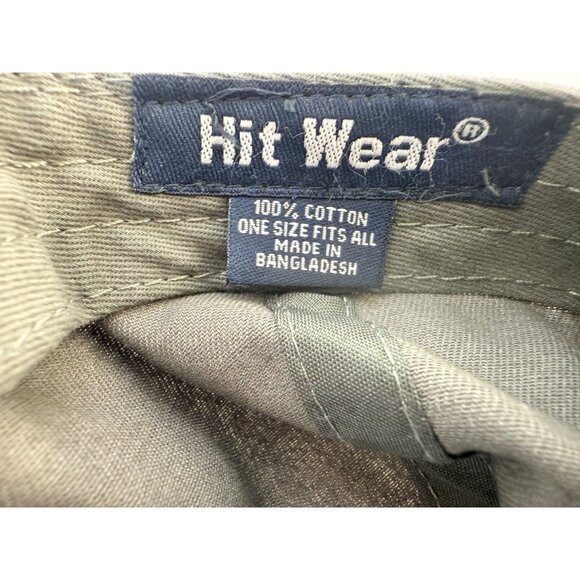 Hit Wear®
100% COTTON
ONE SIZE FITS ALL
MADE IN
BANGLADESH